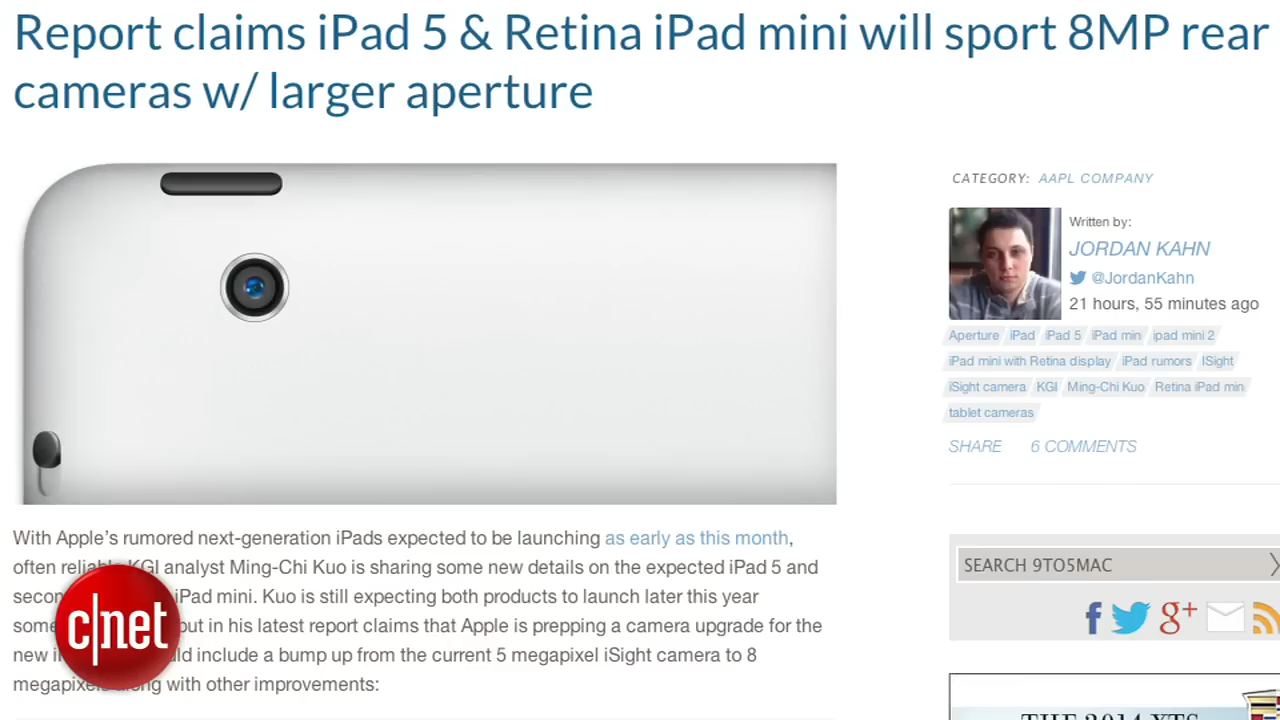 Report claims iPad 5 & Retina iPad mini will sport 8MP rear
cameras w/ larger aperture
CATEGORY: AAPL COMPANY
Written by:
JORDAN KAHN
@JordanKahn
21 hours, 55 minutes ago
Aperture iPad iPad 5 iPad min ipad mini 2
iPad mini with Retina display iPad rumors ISight
iSight camera KGI Ming-Chi Kuo Retina iPad min
tablet cameras
SHARE 6 COMMENTS
With Apple's rumored next-generation iPads expected to be launching as early as this month,
often KGI analyst Ming-Chi Kuo is sharing some new details on the expected iPad 5 and
iPad mini. Kuo is still expecting both products to launch later this year
but in his latest report claims that Apple is prepping a camera upgrade for the
new include a bump up from the current 5 megapixel iSight camera to 8
megapixels along with other improvements:
c|net
SEARCH 9TO5MAC
f g+
THE 2014 XTS